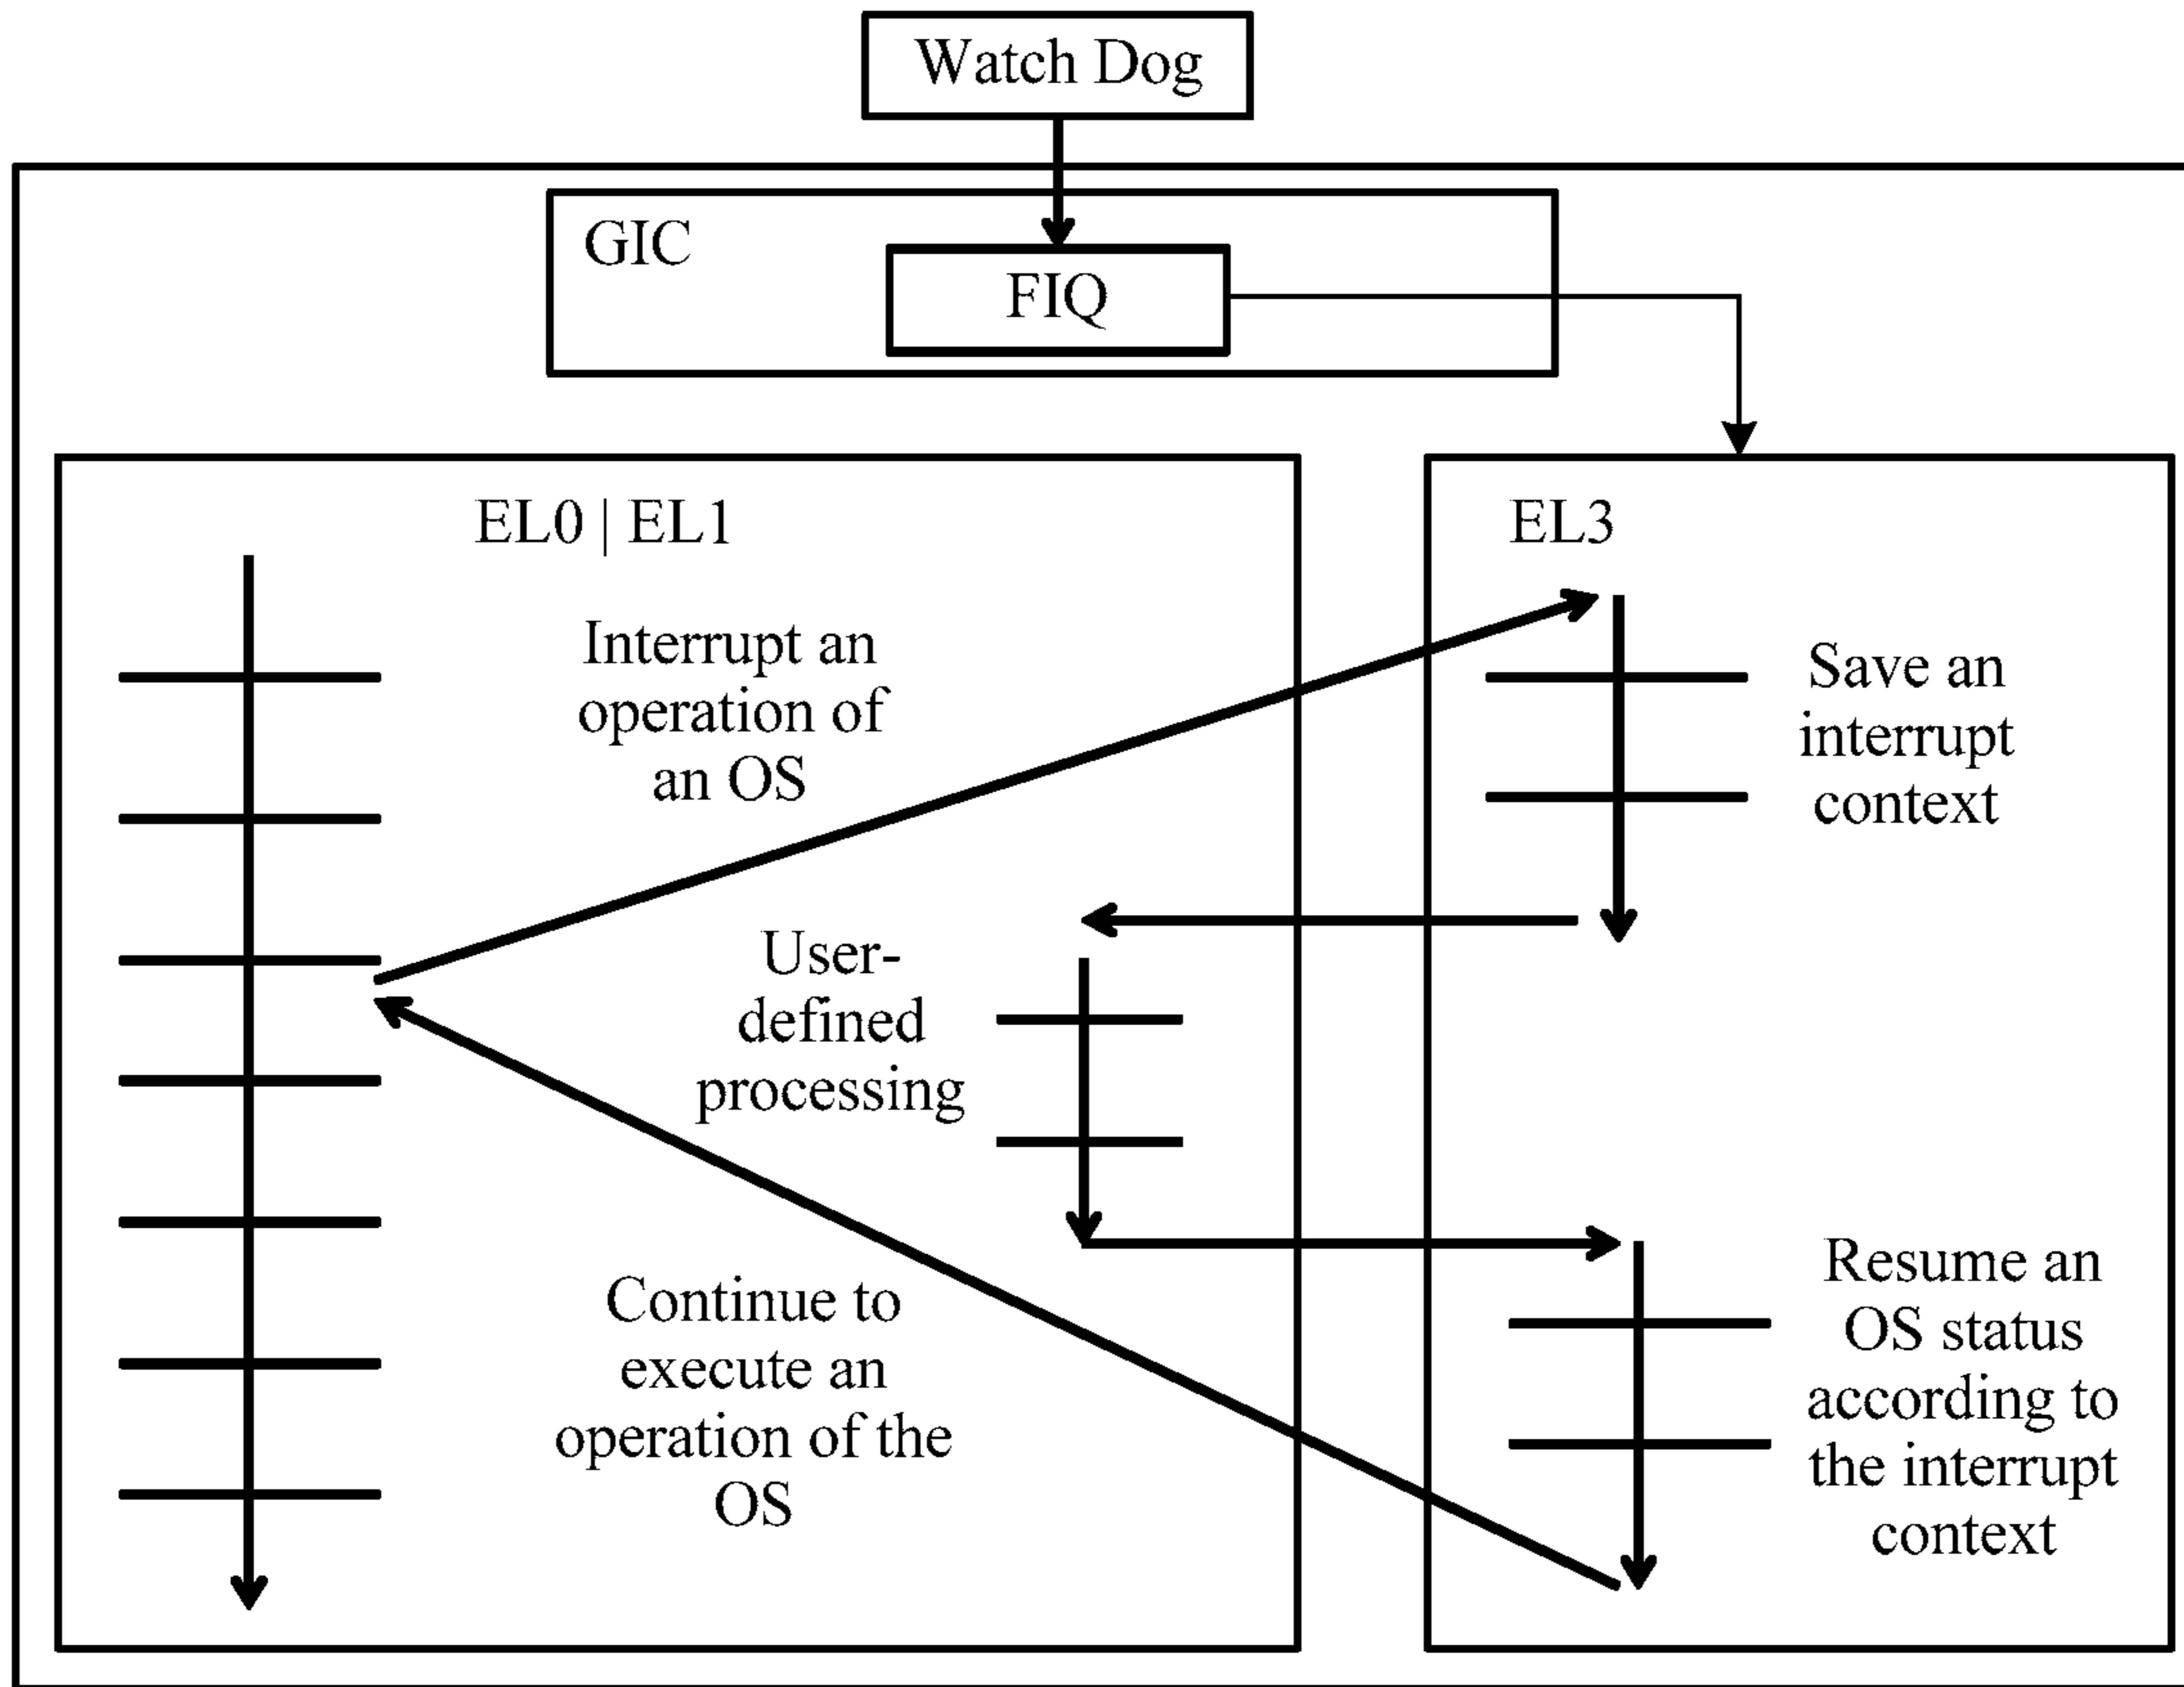 Watch Dog
GIC
FIQ
EL0 | EL1
EL3
Interrupt an
operation of
an OS
Save an
interrupt
context
User-
defined
processing
Continue to
execute an
operation of the
OS
Resume an
OS status
according to
the interrupt
context